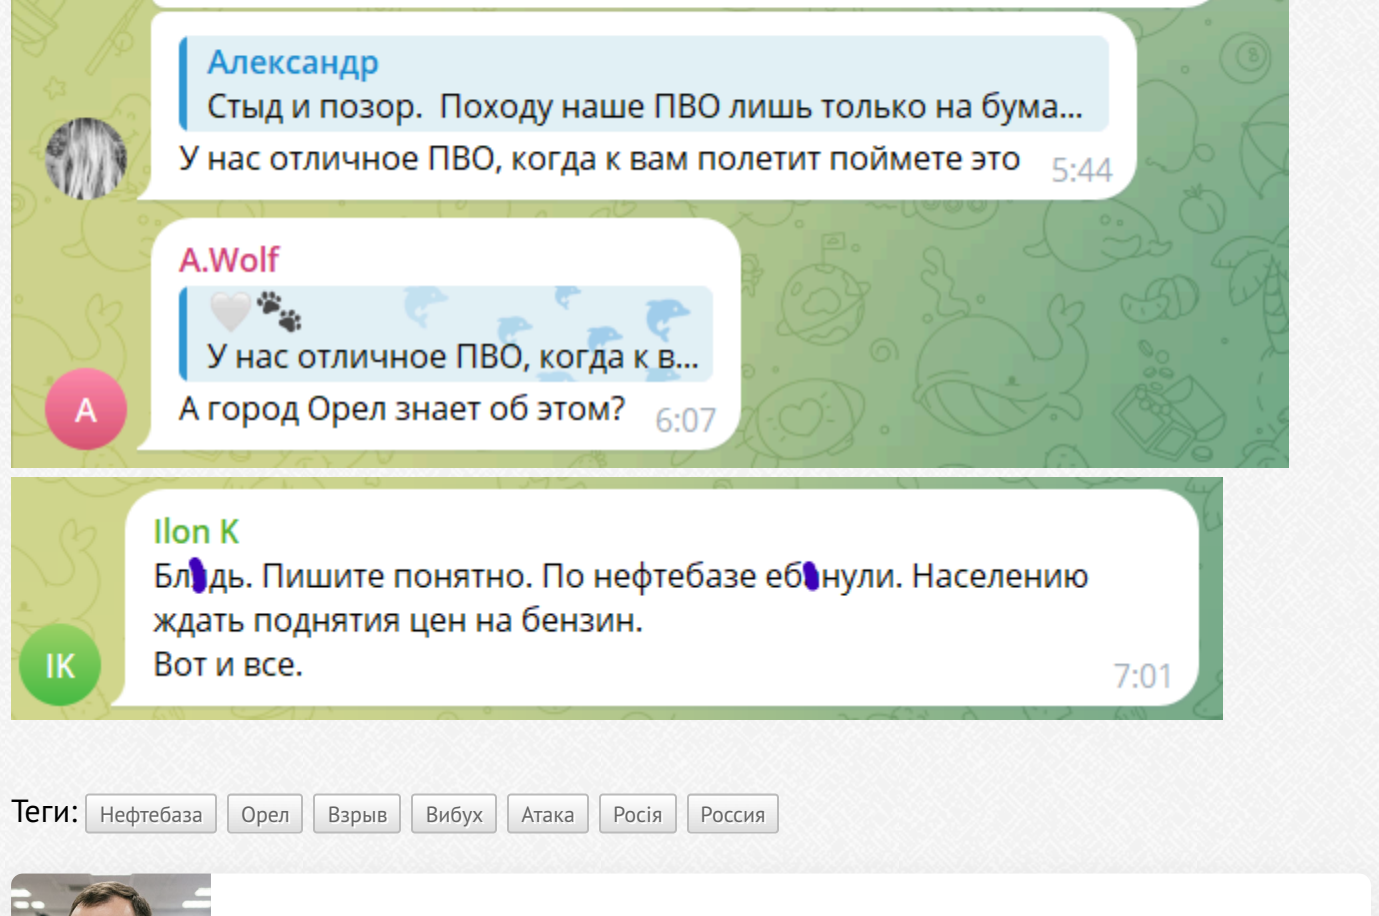 Александр
Стыд и позор. Походу наше ПВО лишь только на бума...
У нас отличное ПВО, когда к вам полетит поймете это 5:44
A.Wolf
У нас отличное ПВО, когда к в...
А город Орел знает об этом? 6:07
A
Ilon K
Бл дь. Пишите понятно. По нефтебазе еб нули. Населению
ждать поднятия цен на бензин.
Вот и все. 7:01
IK
Теги: Нефтебаза Орел Взрыв Вибух Атака Росія Россия